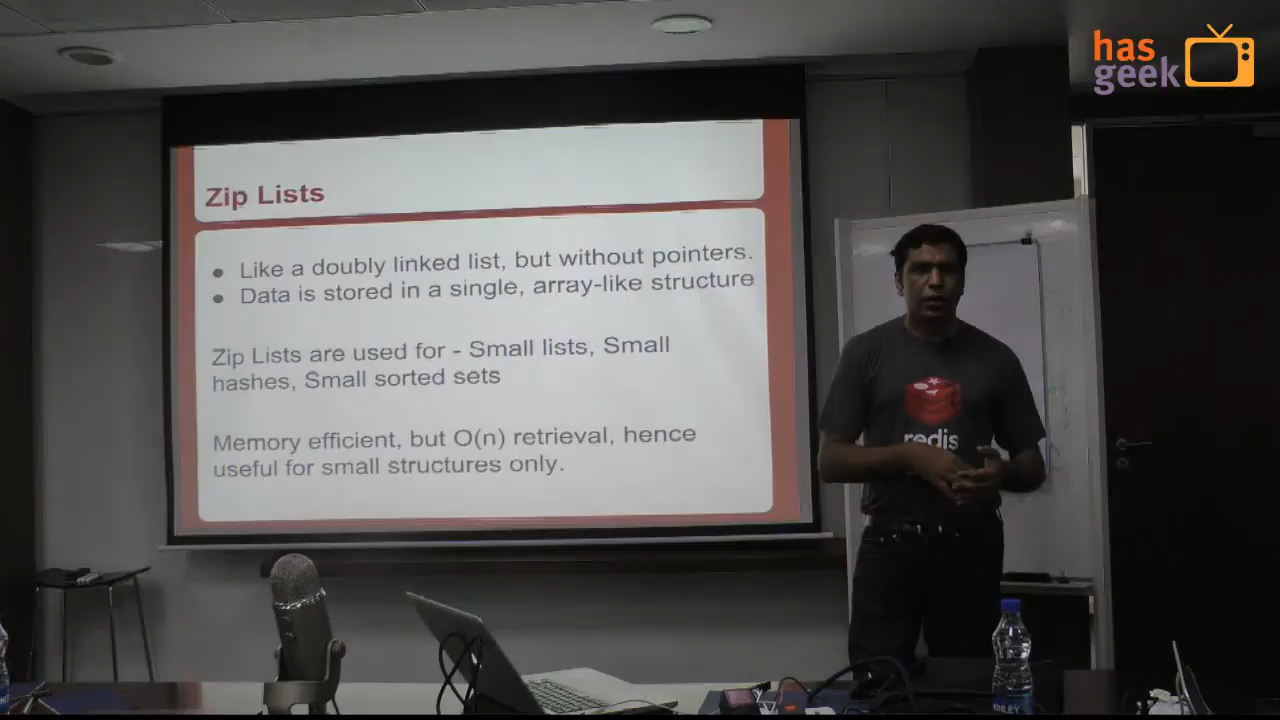 has
geek
Zip Lists
● Like a doubly linked list, but without pointers.
● Data is stored in a single, array-like structure
Zip Lists are used for - Small lists, Small
hashes, Small sorted sets
Memory efficient, but O(n) retrieval, hence
useful for small structures only.
redis
KINLEY